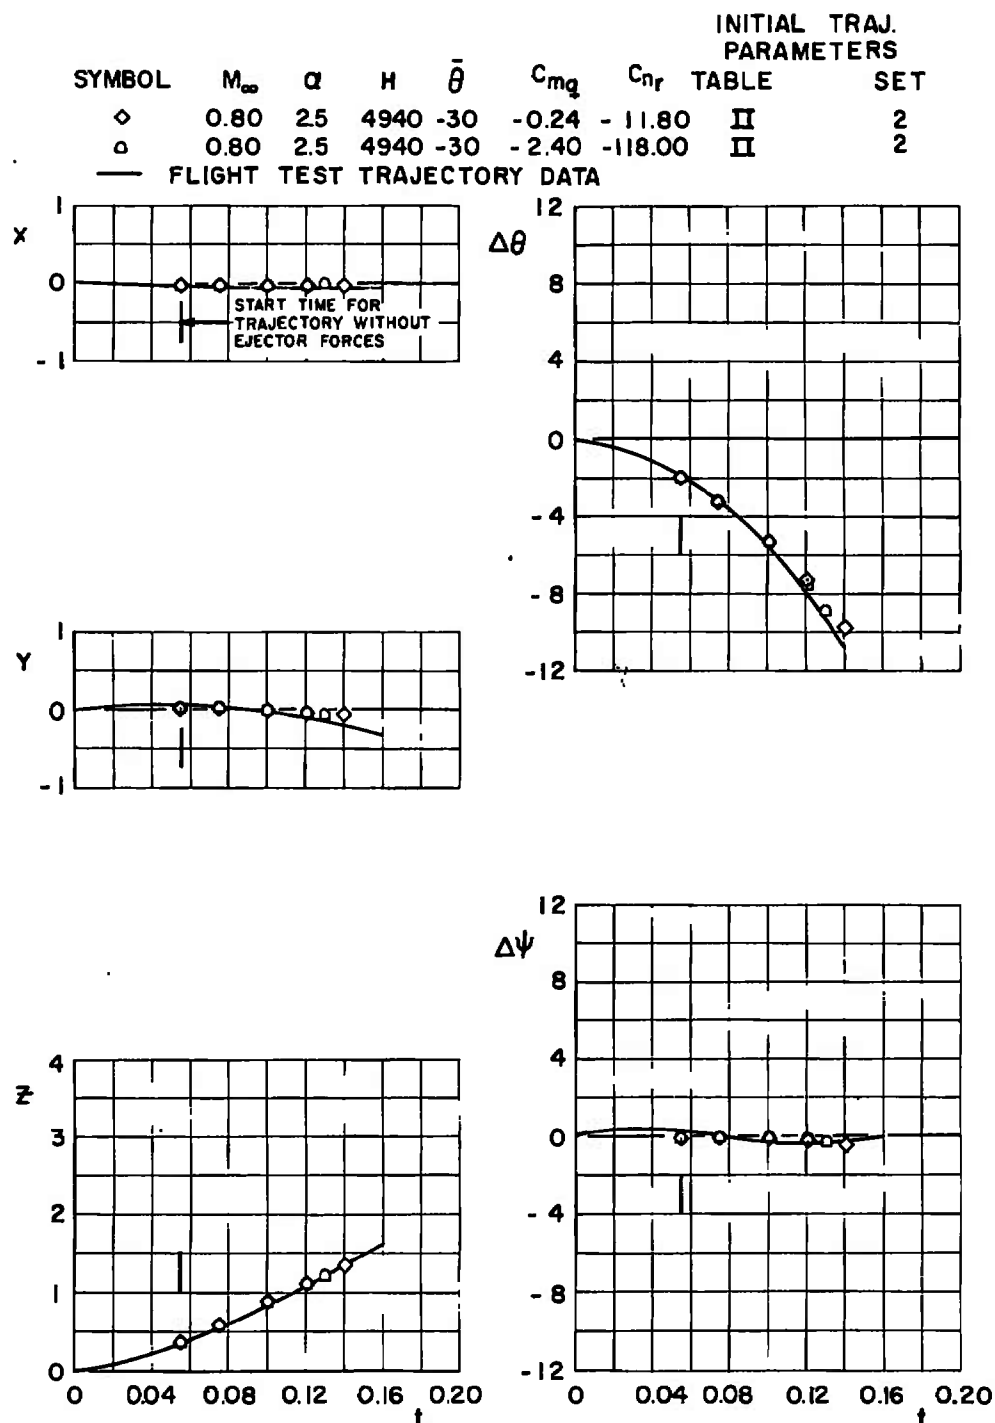 INITIAL TRAJ.
PARAMETERS
SYMBOL M∞ α H θ̄ Cmq Cnr TABLE SET
◇ 0.80 2.5 4940 -30 -0.24 -11.80 II 2
0.80 2.5 4940 -30 -2.40 -118.00 II 2
— FLIGHT TEST TRAJECTORY DATA
X
1
0
-1
START TIME FOR
TRAJECTORY WITHOUT
EJECTOR FORCES
Δθ
12
8
4
0
-4
-8
-12
Y
1
0
-1
Z
4
3
2
1
0
0 0.04 0.08 0.12 0.16 0.20
t
Δψ
12
8
4
0
-4
-8
-12
0 0.04 0.08 0.12 0.16 0.20
t